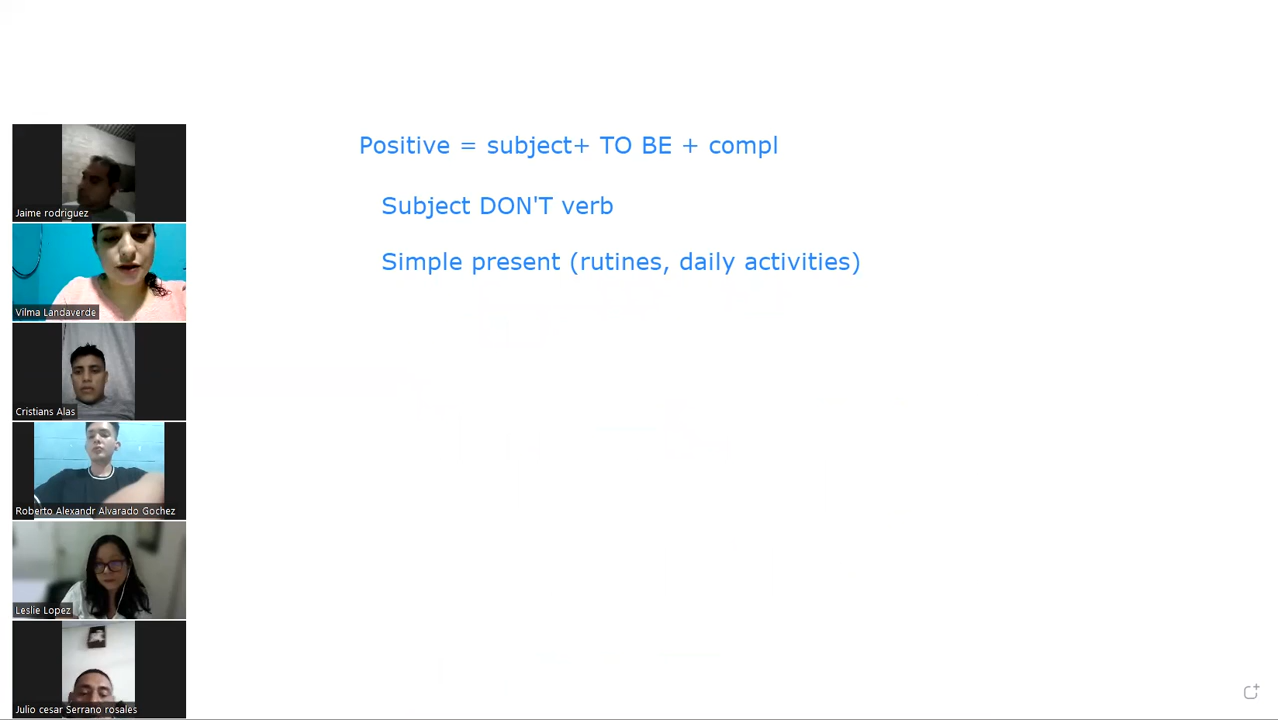 Positive = subject+ TO BE + compl
Subject DON'T verb
Simple present (rutines, daily activities)
Jaime rodriguez
Vilma Landaverde
Cristians Alas
Roberto Alexandr Alvarado Gochez
Leslie Lopez
Julio cesar Serrano rosales